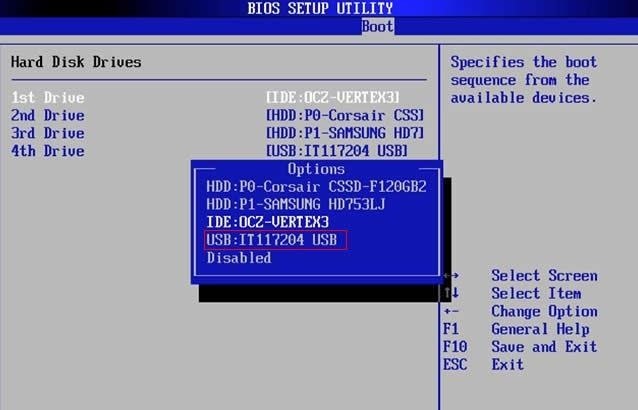 BIOS SETUP UTILITY
Boot
Hard Disk Drives
1st Drive [IDE:OCZ-VERTEX3]
2nd Drive [HDD:P0-Corsair CSS]
3rd Drive [HDD:P1-SAMSUNG HD7]
4th Drive [USB:IT117204 USB]
Options
HDD:P0-Corsair CSSD-F120GB2
HDD:P1-SAMSUNG HD753LJ
IDE:OCZ-VERTEX3
USB:IT117204 USB
Disabled
Specifies the boot
sequence from the
available devices.
↔ Select Screen
↑↓ Select Item
+- Change Option
F1 General Help
F10 Save and Exit
ESC Exit